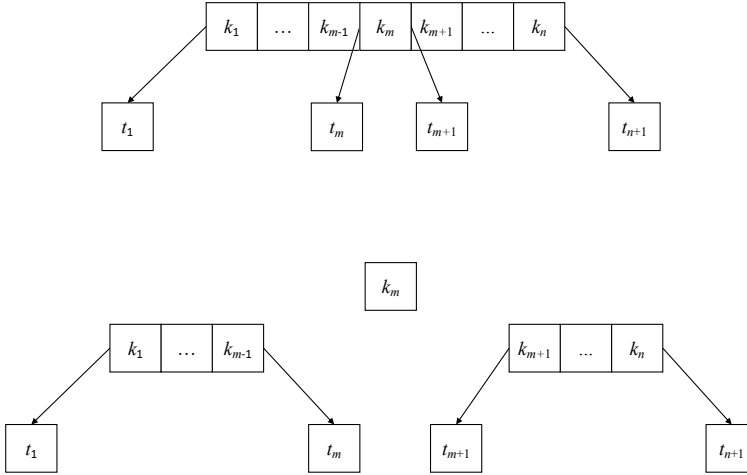 k₁ … kₘ₋₁ kₘ kₘ₊₁ ... kₙ
t₁ tₘ tₘ₊₁ tₙ₊₁
kₘ
k₁ … kₘ₋₁ kₘ₊₁ ... kₙ
t₁ tₘ tₘ₊₁ tₙ₊₁